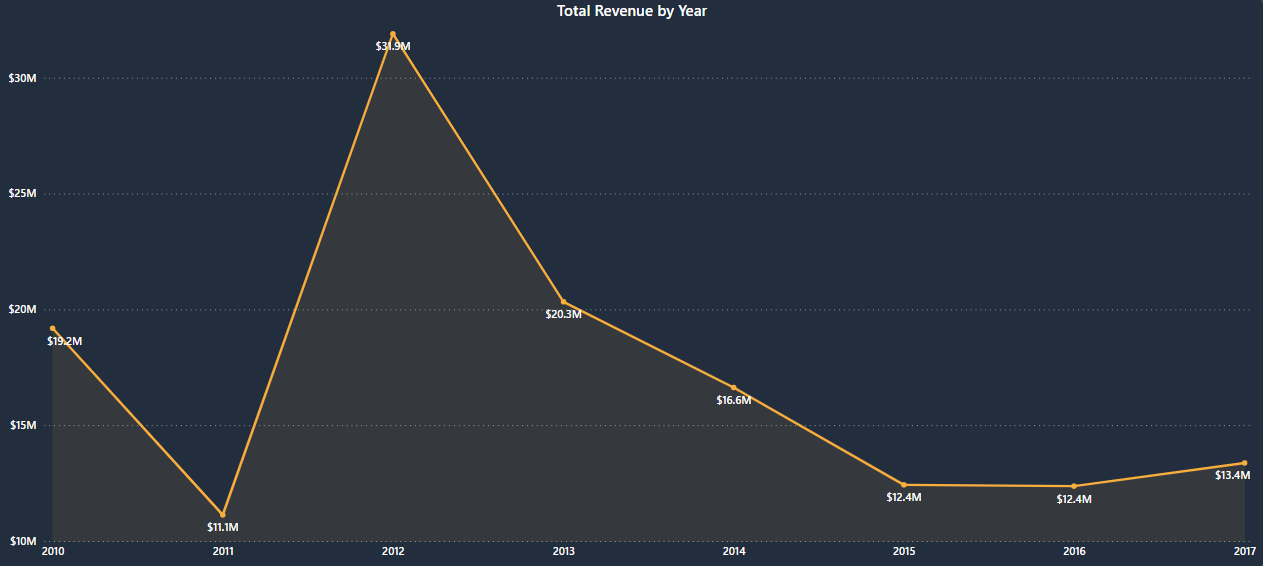 Total Revenue by Year
$31.9M
$30M
$25M
$20M
$20.3M
$19.2M
$16.6M
$15M
$13.4M
$12.4M
$12.4M
$11.1M
$10M
2010 2011 2012 2013 2014 2015 2016 2017